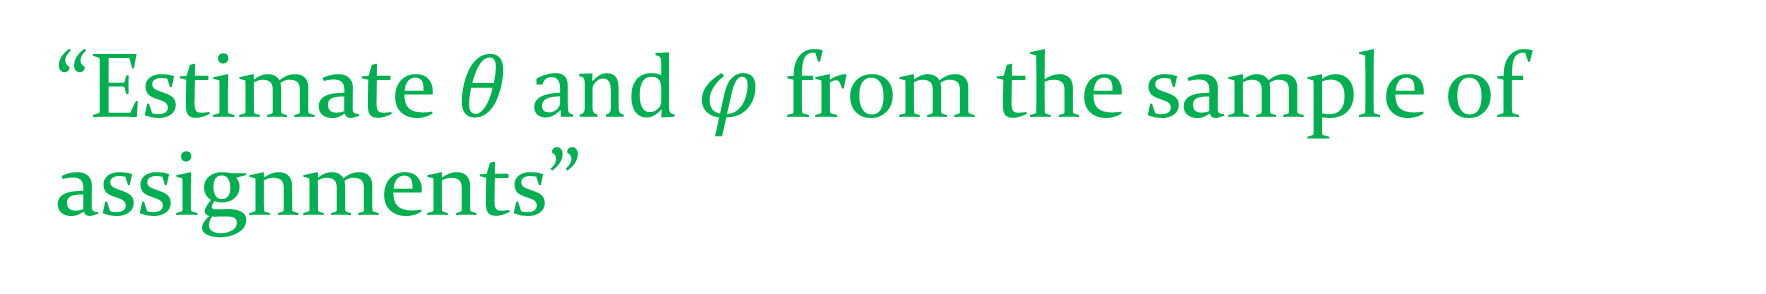 “Estimate θ and φ from the sample of
assignments”